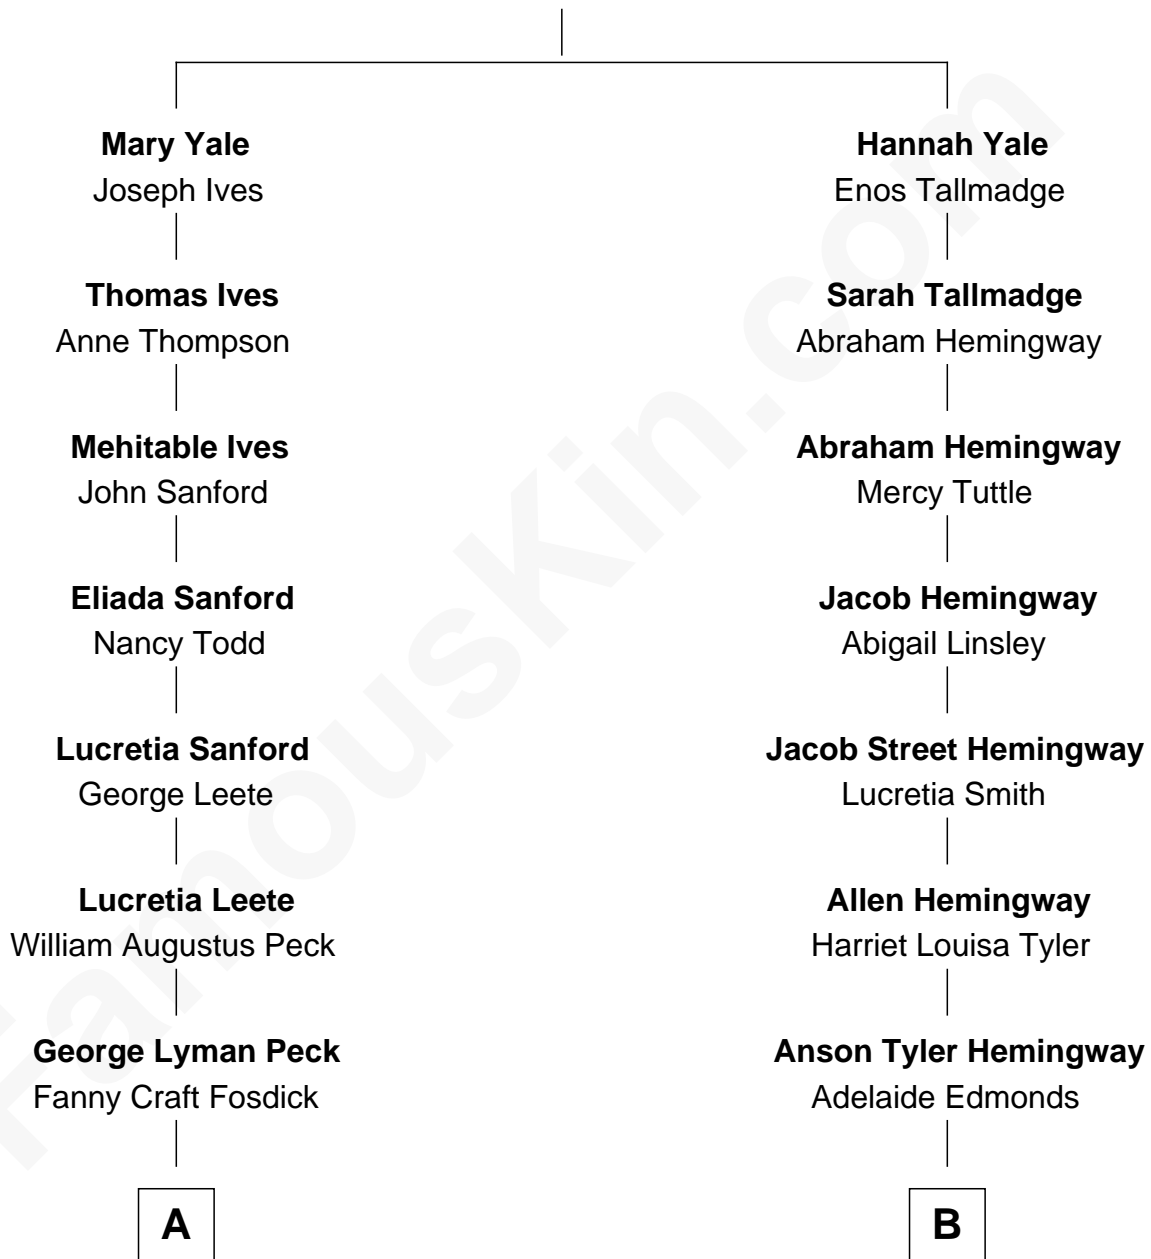 Mary Yale
Joseph Ives
Hannah Yale
Enos Tallmadge
Thomas Ives
Anne Thompson
Sarah Tallmadge
Abraham Hemingway
Mehitable Ives
John Sanford
Abraham Hemingway
Mercy Tuttle
Eliada Sanford
Nancy Todd
Jacob Hemingway
Abigail Linsley
Lucretia Sanford
George Leete
Jacob Street Hemingway
Lucretia Smith
Lucretia Leete
William Augustus Peck
Allen Hemingway
Harriet Louisa Tyler
George Lyman Peck
Fanny Craft Fosdick
Anson Tyler Hemingway
Adelaide Edmonds
A
B
FamousKin.com